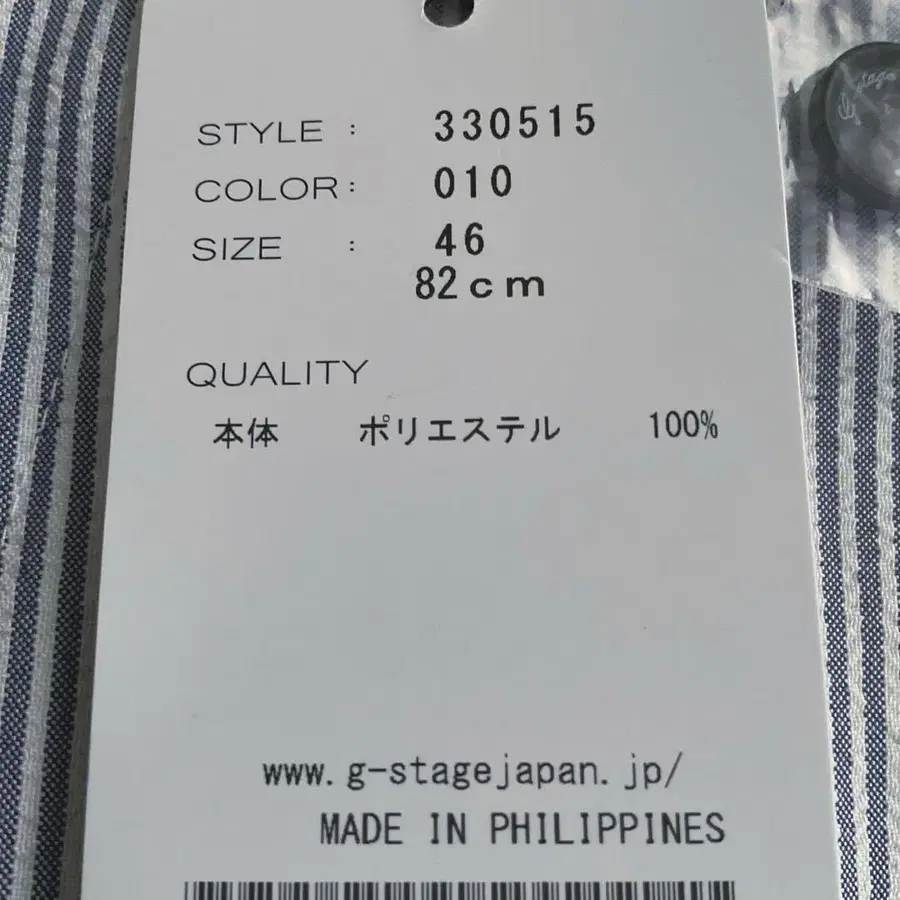 STYLE : 330515
COLOR: 010
SIZE : 46
82cm
QUALITY
本体 ポリエステル 100%
www.g-stagejapan.jp/
MADE IN PHILIPPINES